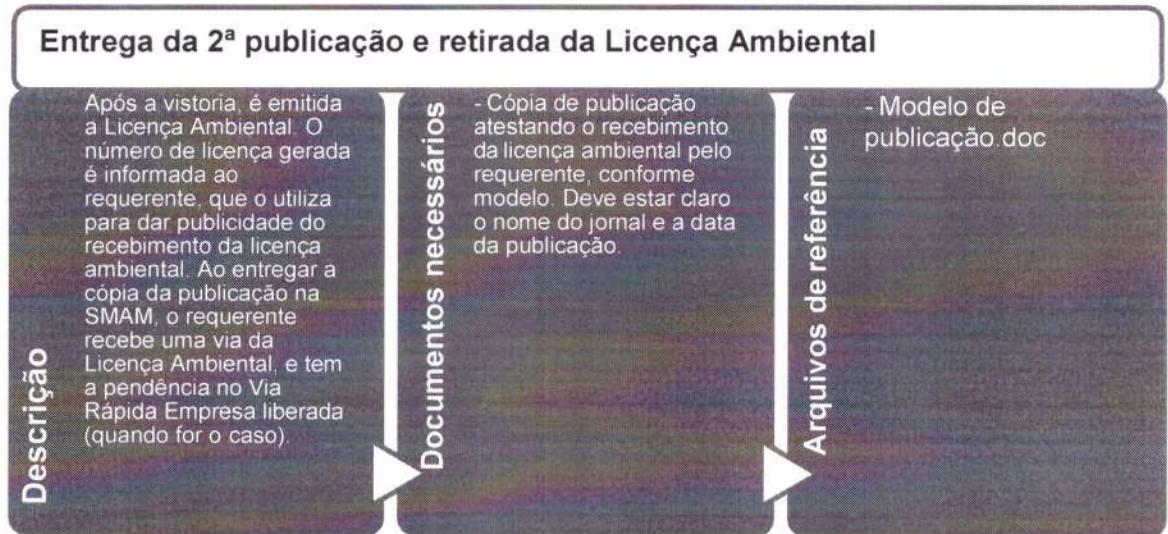 Entrega da 2ª publicação e retirada da Licença Ambiental
Descrição
Após a vistoria, é emitida
a Licença Ambiental. O
número de licença gerada
é informada ao
requerente, que o utiliza
para dar publicidade do
recebimento da licença
ambiental. Ao entregar a
cópia da publicação na
SMAM, o requerente
recebe uma via da
Licença Ambiental, e tem
a pendência no Via
Rápida Empresa liberada
(quando for o caso).
Documentos necessários
- Cópia de publicação
atestando o recebimento
da licença ambiental pelo
requerente, conforme
modelo. Deve estar claro
o nome do jornal e a data
da publicação.
Arquivos de referência
- Modelo de
publicação.doc